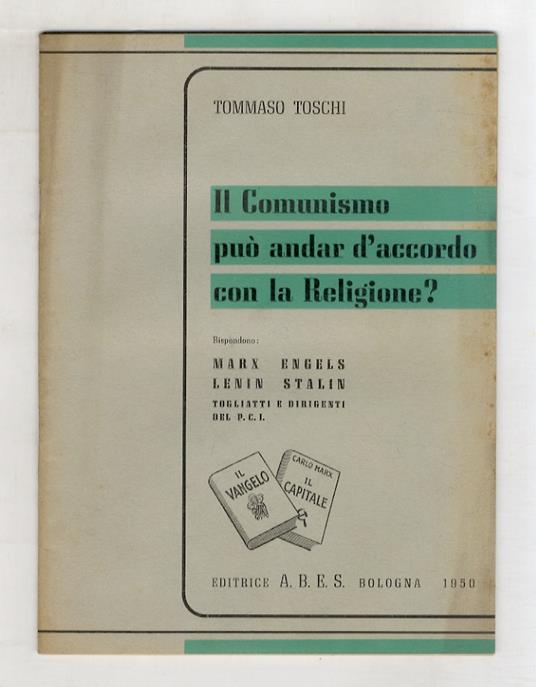 TOMMASO TOSCHI
Il Comunismo
può andar d'accordo
con la Religione?
Rispondono:
MARX ENGELS
LENIN STALIN
TOGLIATTI E DIRIGENTI
DEL P.C.I.
IL
VANGELO
CARLO MARX
IL
CAPITALE
EDITRICE A. B. E. S. BOLOGNA 1950